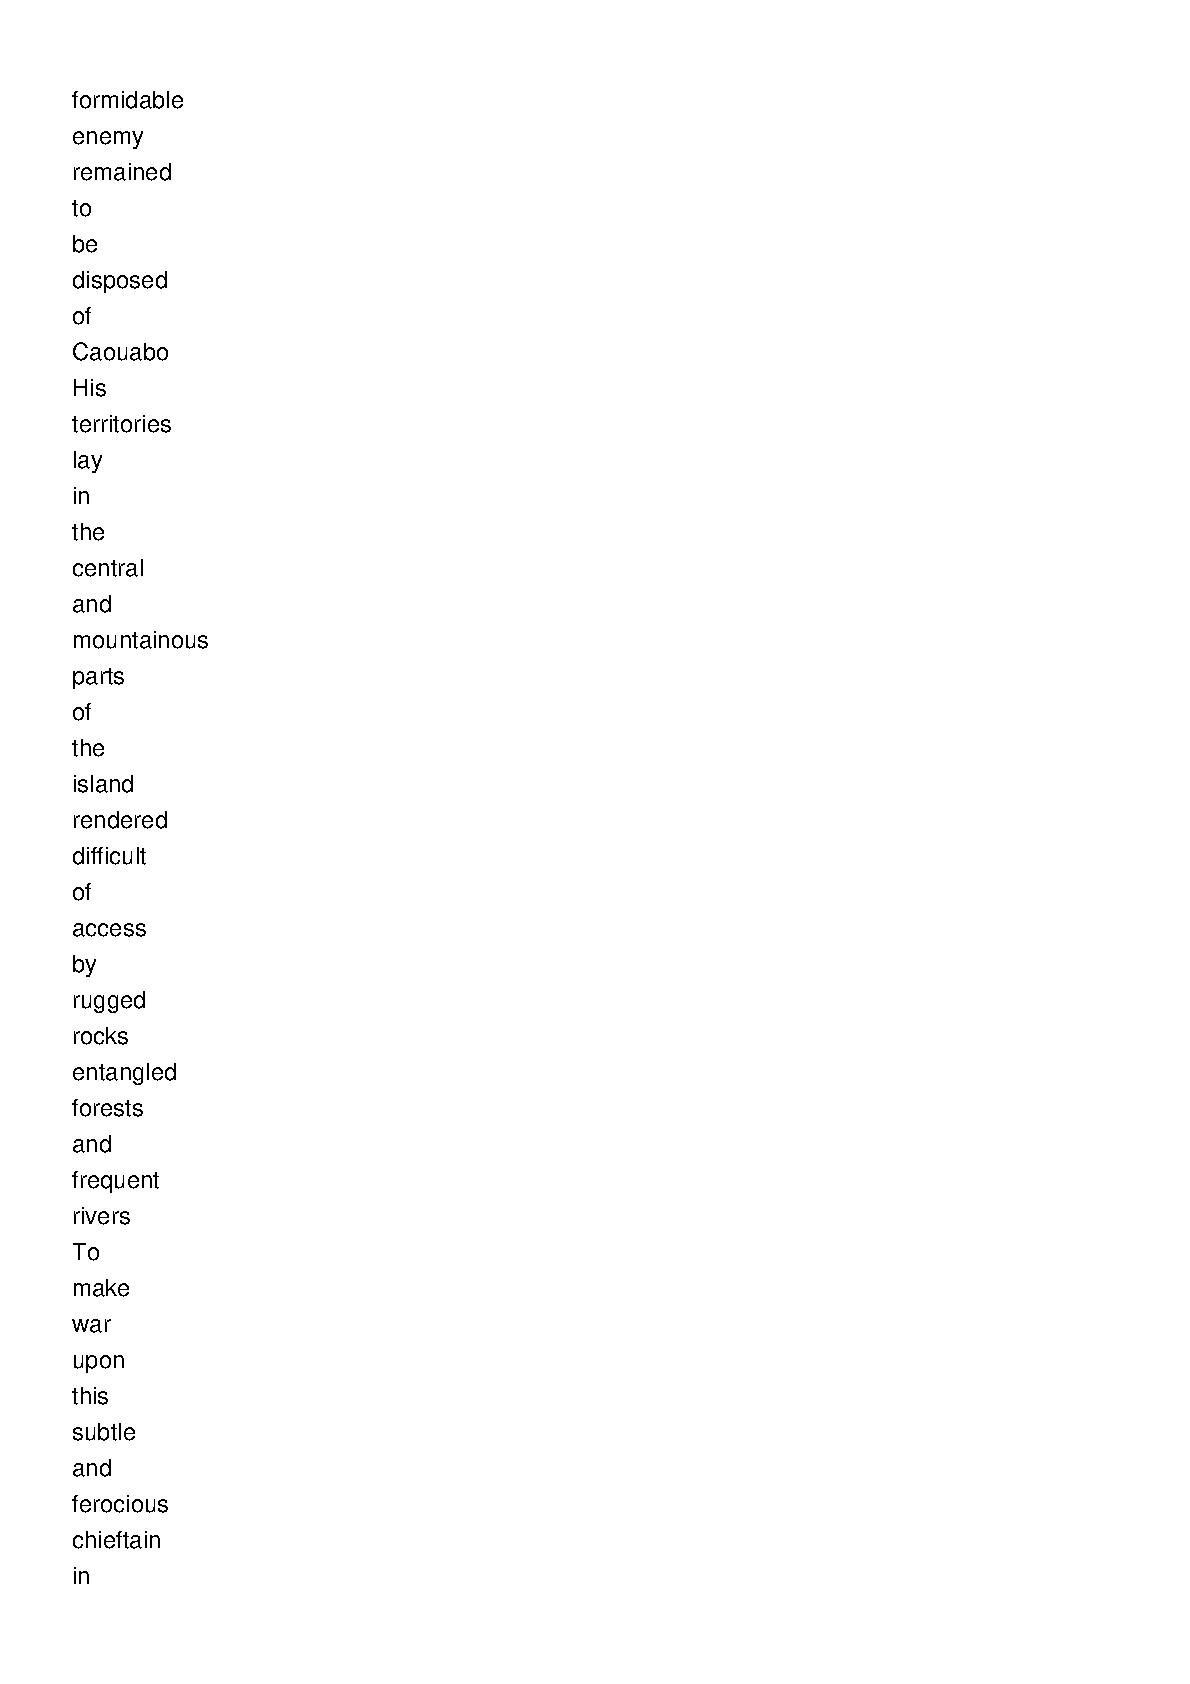 formidable
enemy
remained
to
be
disposed
of
Caouabo
His
territories
lay
in
the
central
and
mountainous
parts
of
the
island
rendered
difficult
of
access
by
rugged
rocks
entangled
forests
and
frequent
rivers
To
make
war
upon
this
subtle
and
ferocious
chieftain
in